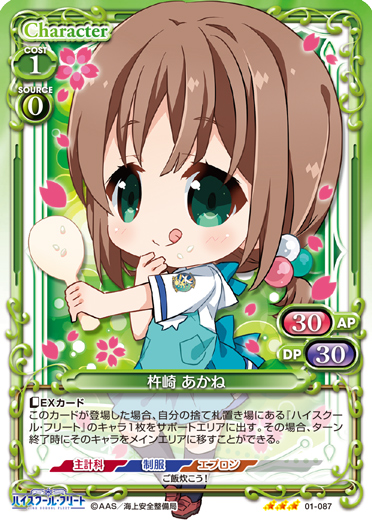 Character
COST
1
SOURCE
0
30 AP
DP 30
杵﨑 あかね
EXカード
このカードが登場した場合、自分の捨て札置き場にある『ハイスクー
ル・フリート』のキャラ1枚をサポートエリアに出す。その場合、ターン
終了時にそのキャラをメインエリアに移すことができる。
主計科 制服 エプロン
ご飯炊こう!
ハイスクール・フリート
©AAS／海上安全整備局
01-087